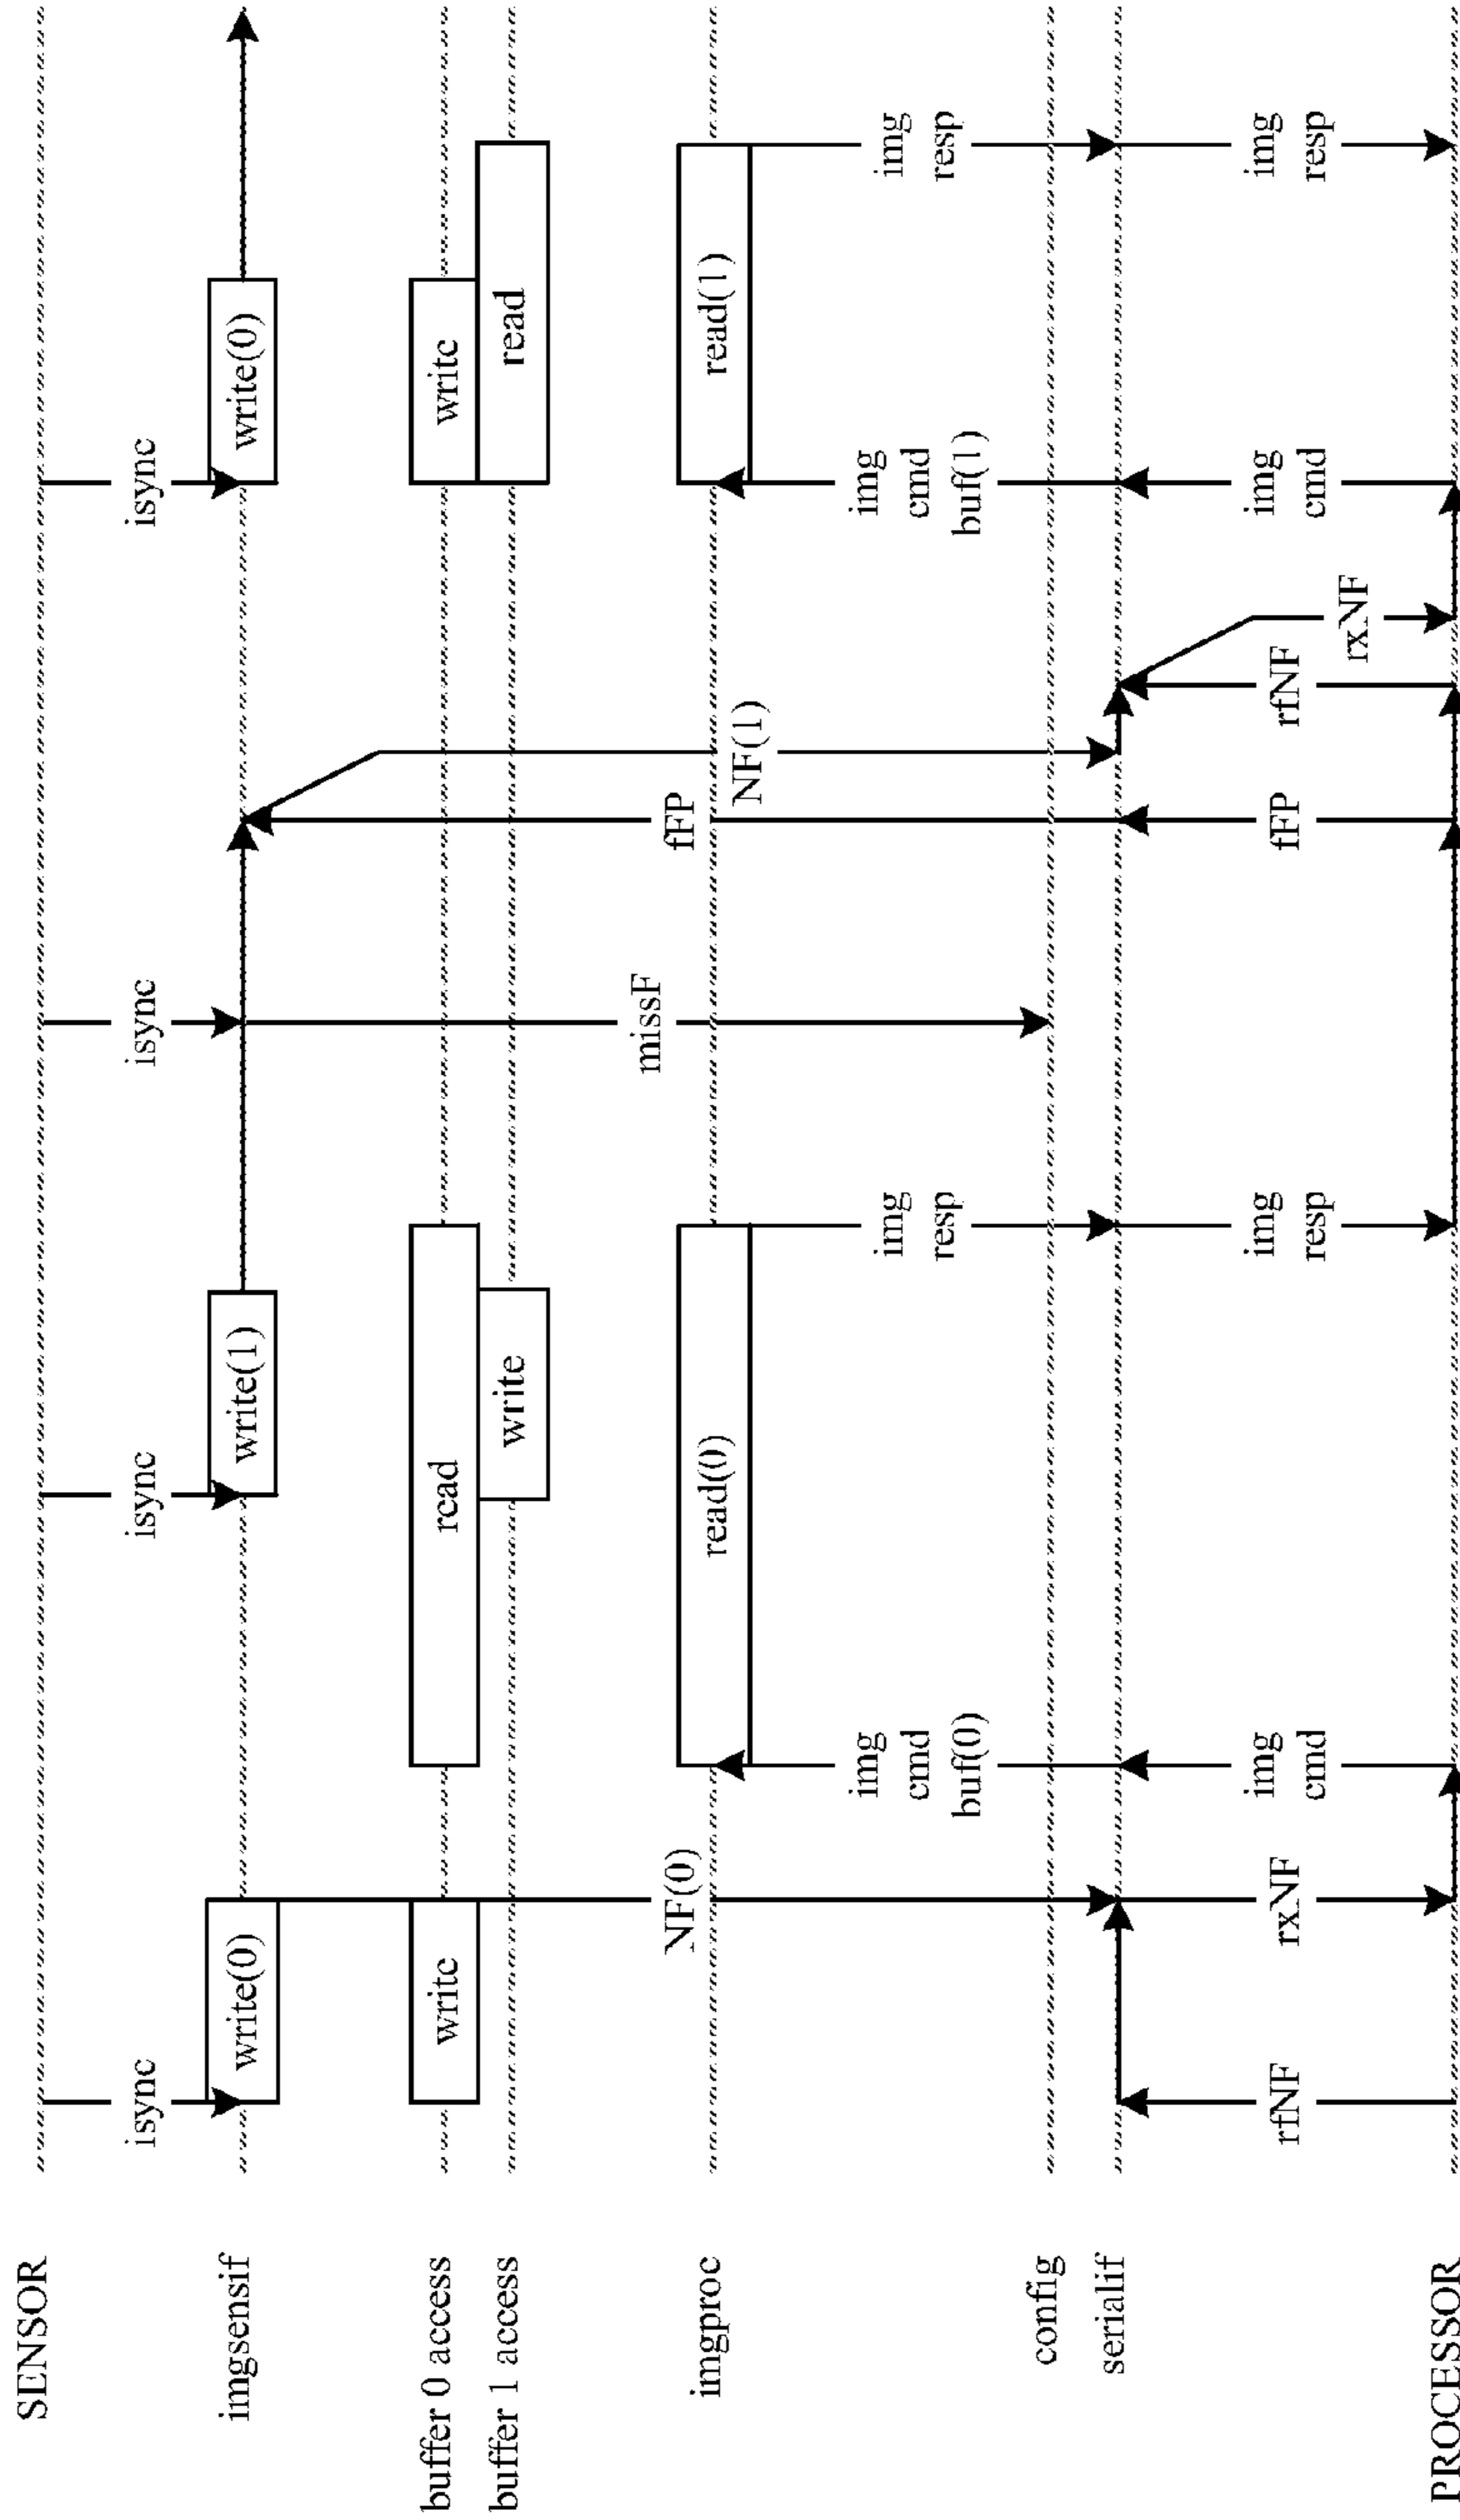 SENSOR
isync
isync
isync
isync
imgsensif
write(0)
write(1)
write(0)
buffer 0 access
write
read
write
buffer 1 access
write
read
NF(0)
missF
fFP
NF(1)
imgproc
read(0)
read(1)
img
cmd
buf(0)
img
resp
img
cmd
buf(1)
img
resp
config
serialif
rfNF
rxNF
img
cmd
img
resp
fFP
rfNF
rxNF
img
cmd
img
resp
PROCESSOR